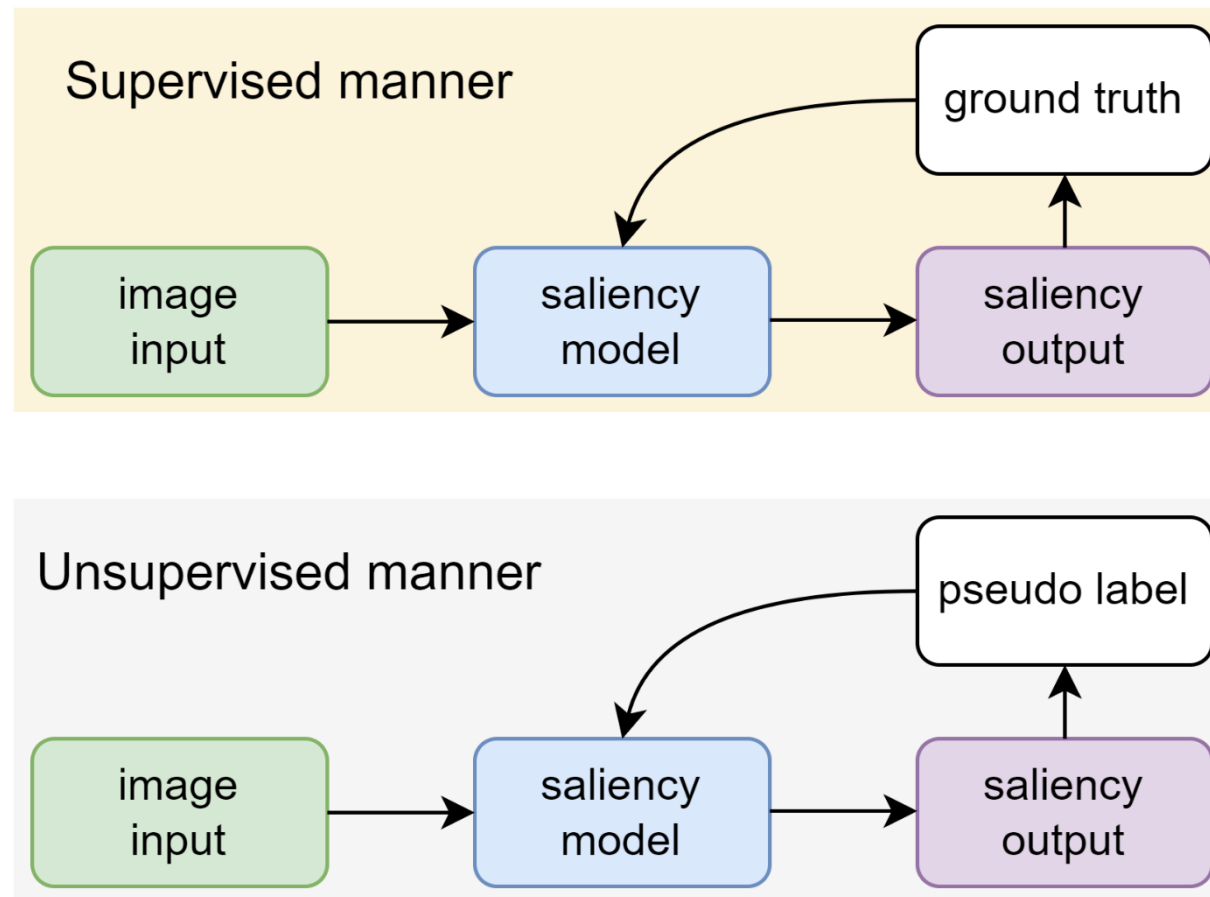 Supervised manner
ground truth
image
input
saliency
model
saliency
output
Unsupervised manner
pseudo label
image
input
saliency
model
saliency
output